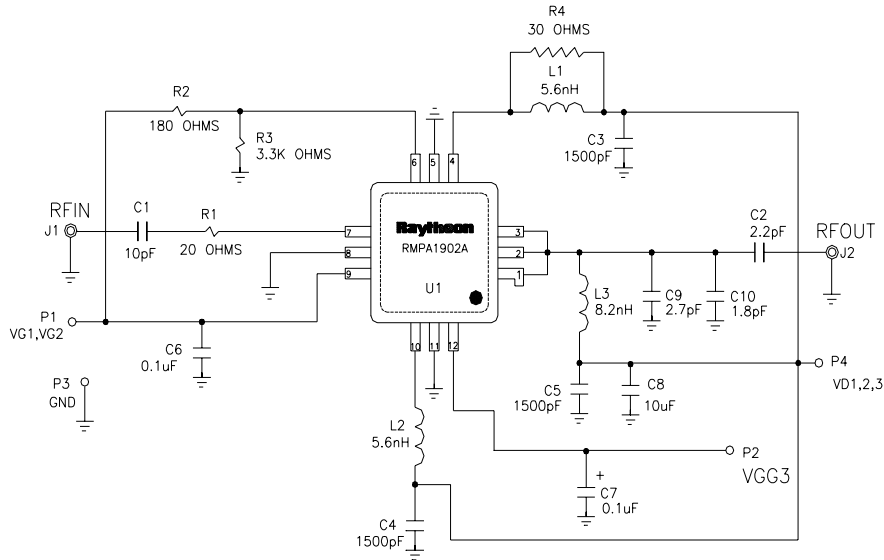 R4
30 OHMS
L1
5.6nH
R2
180 OHMS
R3
3.3K OHMS
C3
1500pF
6
5
4
RFIN
J1
C1
10pF
R1
20 OHMS
7
8
9
Raytheon
RMPA1902A
U1
3
2
1
C2
2.2pF
RFOUT
J2
L3
8.2nH
C9
2.7pF
C10
1.8pF
P1
VG1,VG2
C6
0.1uF
10
11
12
P3
GND
P4
VD1,2,3
C5
1500pF
C8
10uF
L2
5.6nH
P2
VGG3
+
C7
0.1uF
C4
1500pF